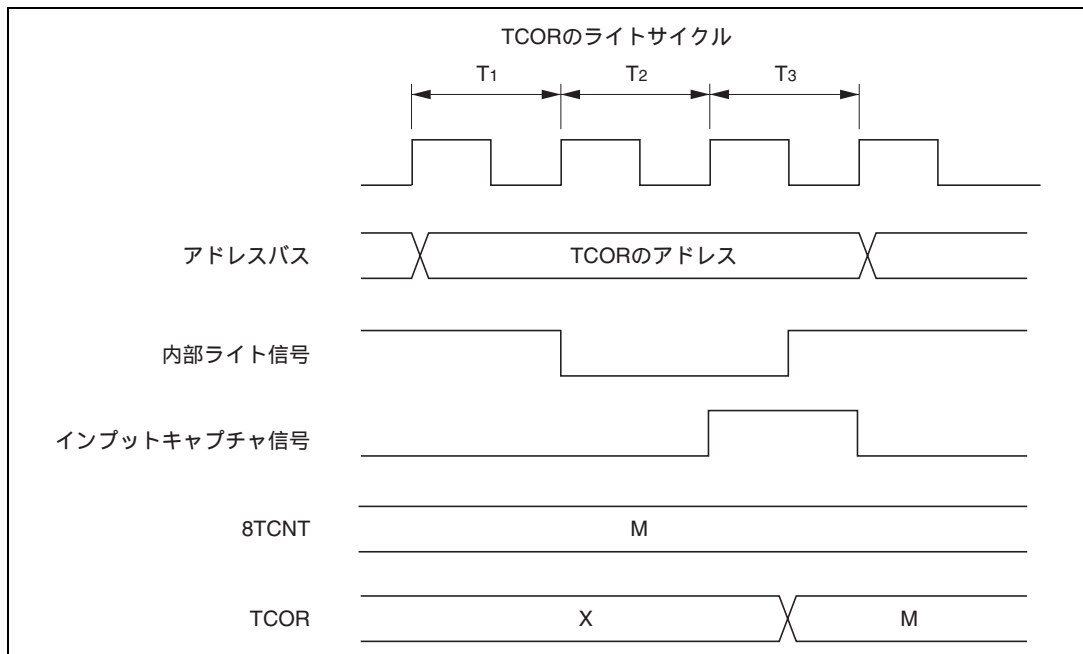 TCORのライトサイクル
T1 T2 T3
アドレスバス TCORのアドレス
内部ライト信号
インプットキャプチャ信号
8TCNT M
TCOR X M